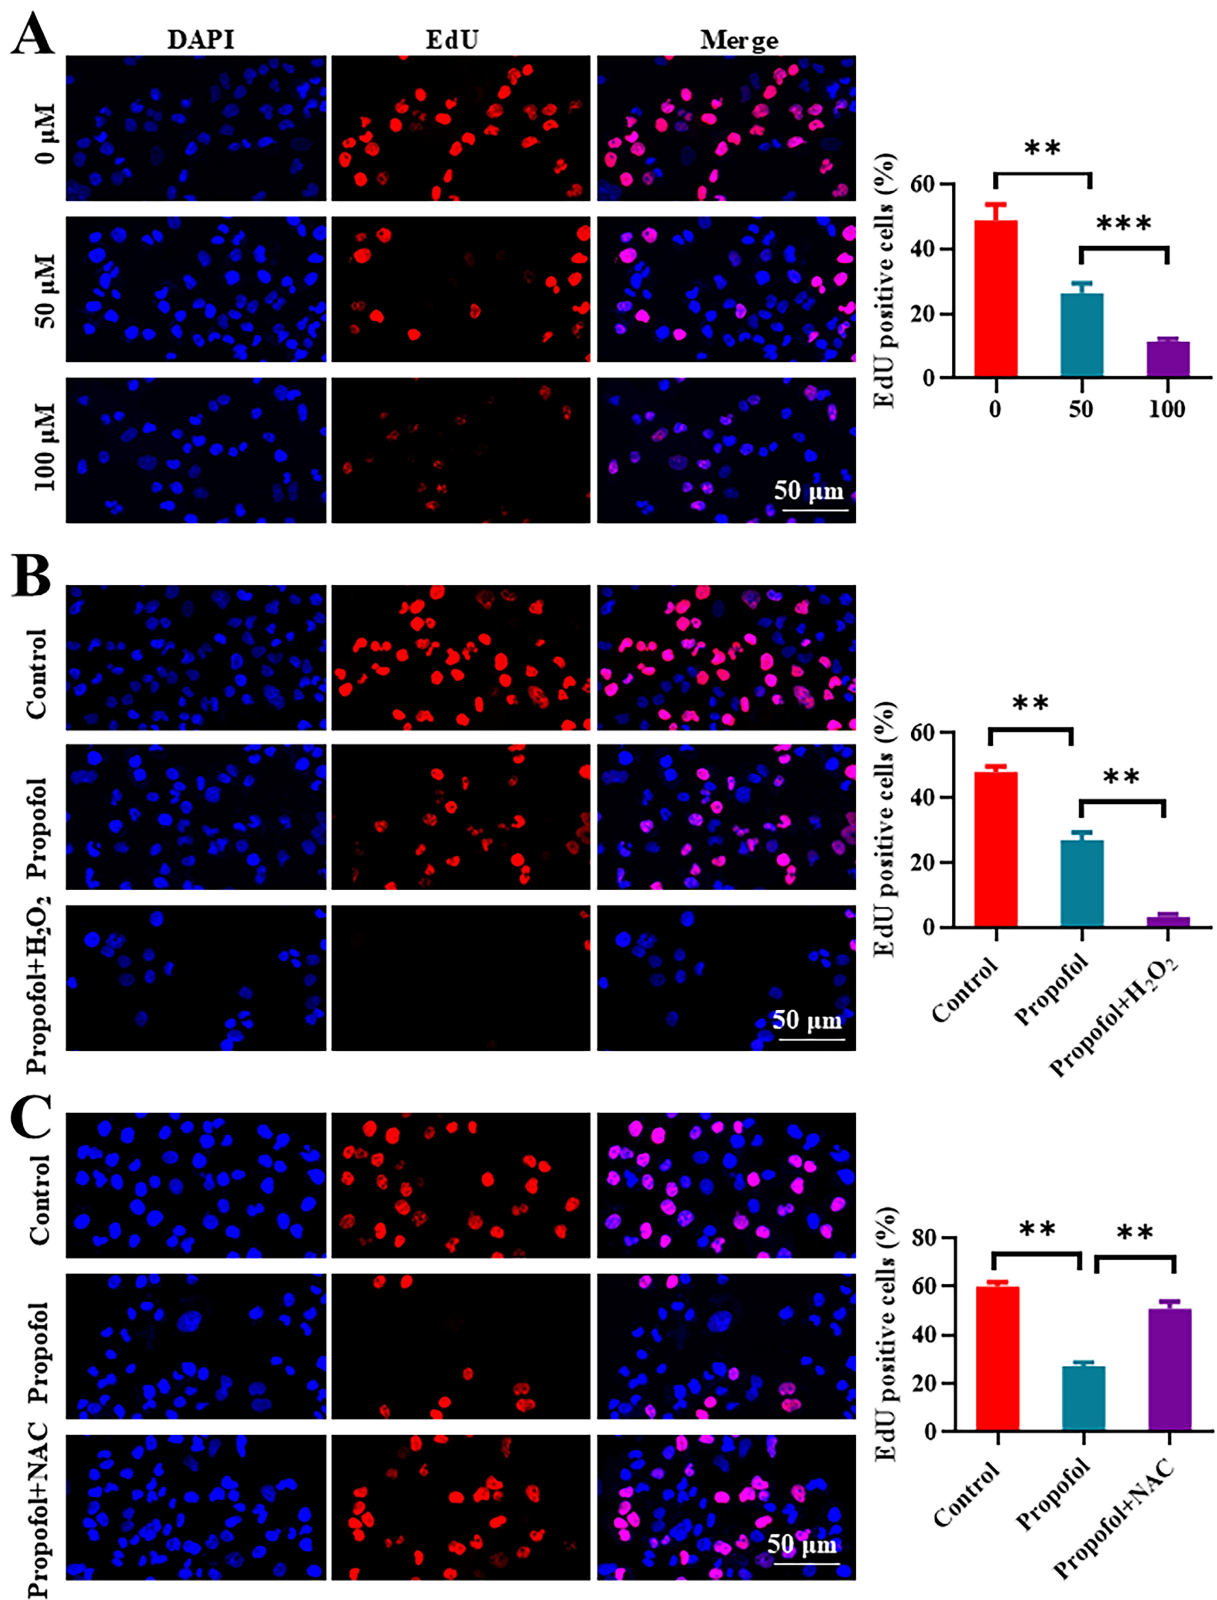 A
DAPI
EdU
Merge
0 µM
50 µM
100 µM
50 µm
**
***
EdU positive cells (%)
60
40
20
0
0
50
100
B
Control
Propofol
Propofol+H₂O₂
50 µm
**
**
EdU positive cells (%)
60
40
20
0
Control
Propofol
Propofol+H₂O₂
C
Control
Propofol
Propofol+NAC
50 µm
**
**
EdU positive cells (%)
80
60
40
20
0
Control
Propofol
Propofol+NAC